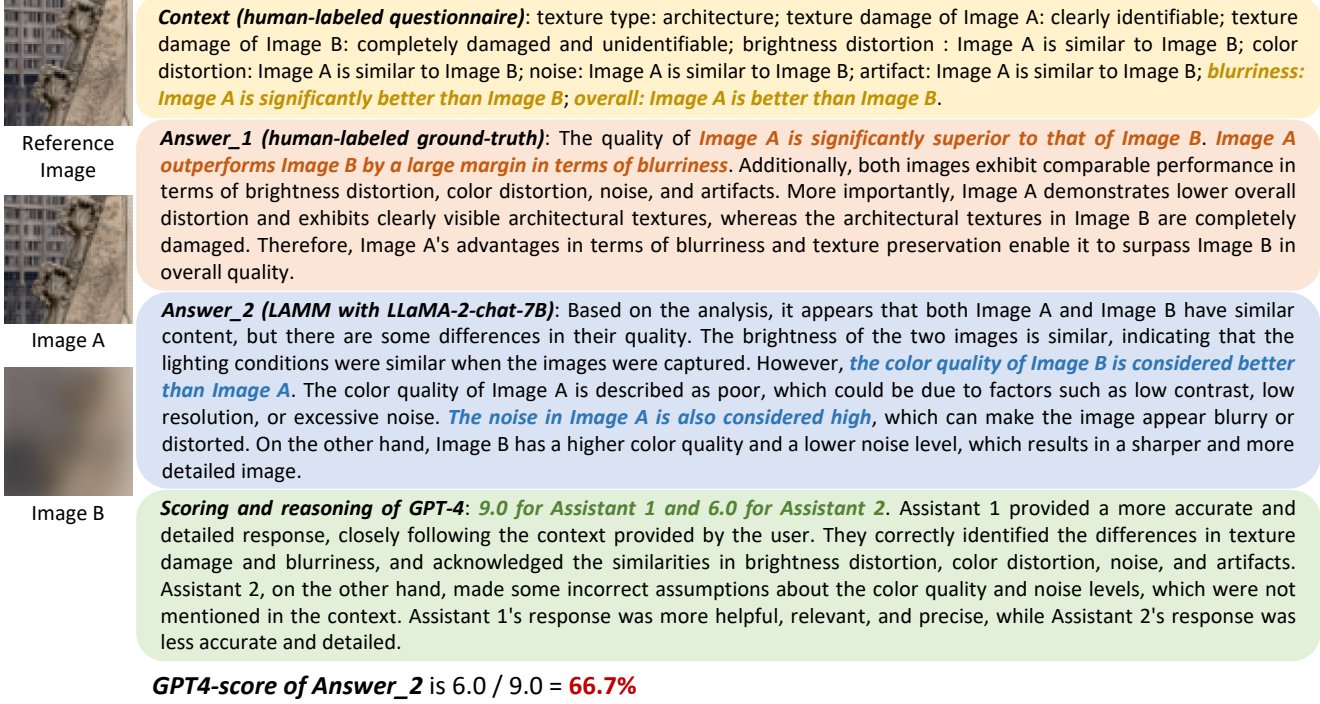 Reference
Image
Image A
Image B
Context (human-labeled questionnaire): texture type: architecture; texture damage of Image A: clearly identifiable; texture
damage of Image B: completely damaged and unidentifiable; brightness distortion : Image A is similar to Image B; color
distortion: Image A is similar to Image B; noise: Image A is similar to Image B; artifact: Image A is similar to Image B; blurriness:
Image A is significantly better than Image B; overall: Image A is better than Image B.
Answer_1 (human-labeled ground-truth): The quality of Image A is significantly superior to that of Image B. Image A
outperforms Image B by a large margin in terms of blurriness. Additionally, both images exhibit comparable performance in
terms of brightness distortion, color distortion, noise, and artifacts. More importantly, Image A demonstrates lower overall
distortion and exhibits clearly visible architectural textures, whereas the architectural textures in Image B are completely
damaged. Therefore, Image A's advantages in terms of blurriness and texture preservation enable it to surpass Image B in
overall quality.
Answer_2 (LAMM with LLaMA-2-chat-7B): Based on the analysis, it appears that both Image A and Image B have similar
content, but there are some differences in their quality. The brightness of the two images is similar, indicating that the
lighting conditions were similar when the images were captured. However, the color quality of Image B is considered better
than Image A. The color quality of Image A is described as poor, which could be due to factors such as low contrast, low
resolution, or excessive noise. The noise in Image A is also considered high, which can make the image appear blurry or
distorted. On the other hand, Image B has a higher color quality and a lower noise level, which results in a sharper and more
detailed image.
Scoring and reasoning of GPT-4: 9.0 for Assistant 1 and 6.0 for Assistant 2. Assistant 1 provided a more accurate and
detailed response, closely following the context provided by the user. They correctly identified the differences in texture
damage and blurriness, and acknowledged the similarities in brightness distortion, color distortion, noise, and artifacts.
Assistant 2, on the other hand, made some incorrect assumptions about the color quality and noise levels, which were not
mentioned in the context. Assistant 1's response was more helpful, relevant, and precise, while Assistant 2's response was
less accurate and detailed.
GPT4-score of Answer_2 is 6.0 / 9.0 = 66.7%